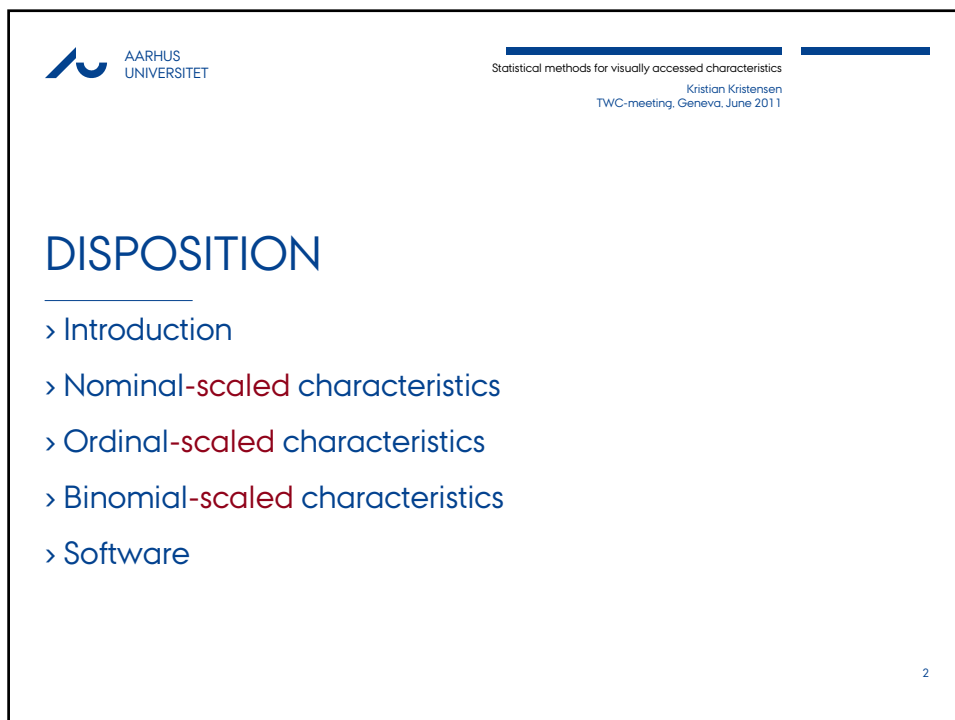 AARHUS
UNIVERSITET
Statistical methods for visually accessed characteristics
Kristian Kristensen
TWC-meeting, Geneva, June 2011
DISPOSITION
› Introduction
› Nominal-scaled characteristics
› Ordinal-scaled characteristics
› Binomial-scaled characteristics
› Software
2